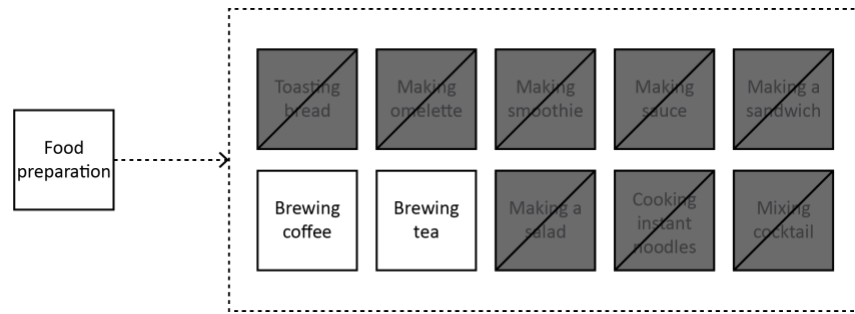 Food
preparation
Toasting
bread
Making
omelette
Making
smoothie
Making
sauce
Making a
sandwich
Brewing
coffee
Brewing
tea
Making a
salad
Cooking
instant
noodles
Mixing
cocktail